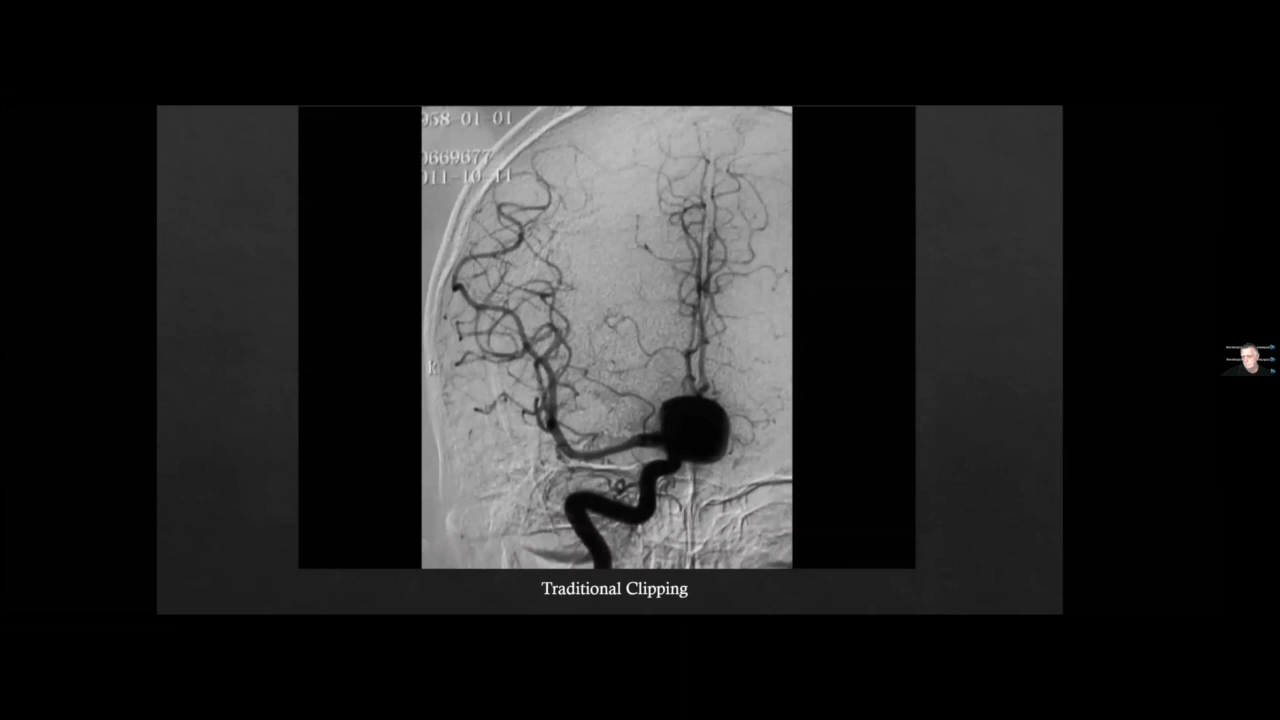 958-01-01
0669677
011-10-11
R
Traditional Clipping